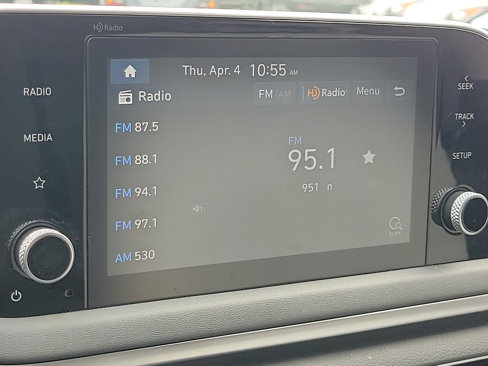 HD Radio
Thu, Apr. 4 10:55 AM
Radio FM / AM HD Radio Menu
RADIO
MEDIA
FM 87.5
FM 88.1
FM 94.1
FM 97.1
AM 530
FM
95.1
951 n
SCAN
SEEK
TRACK
SETUP